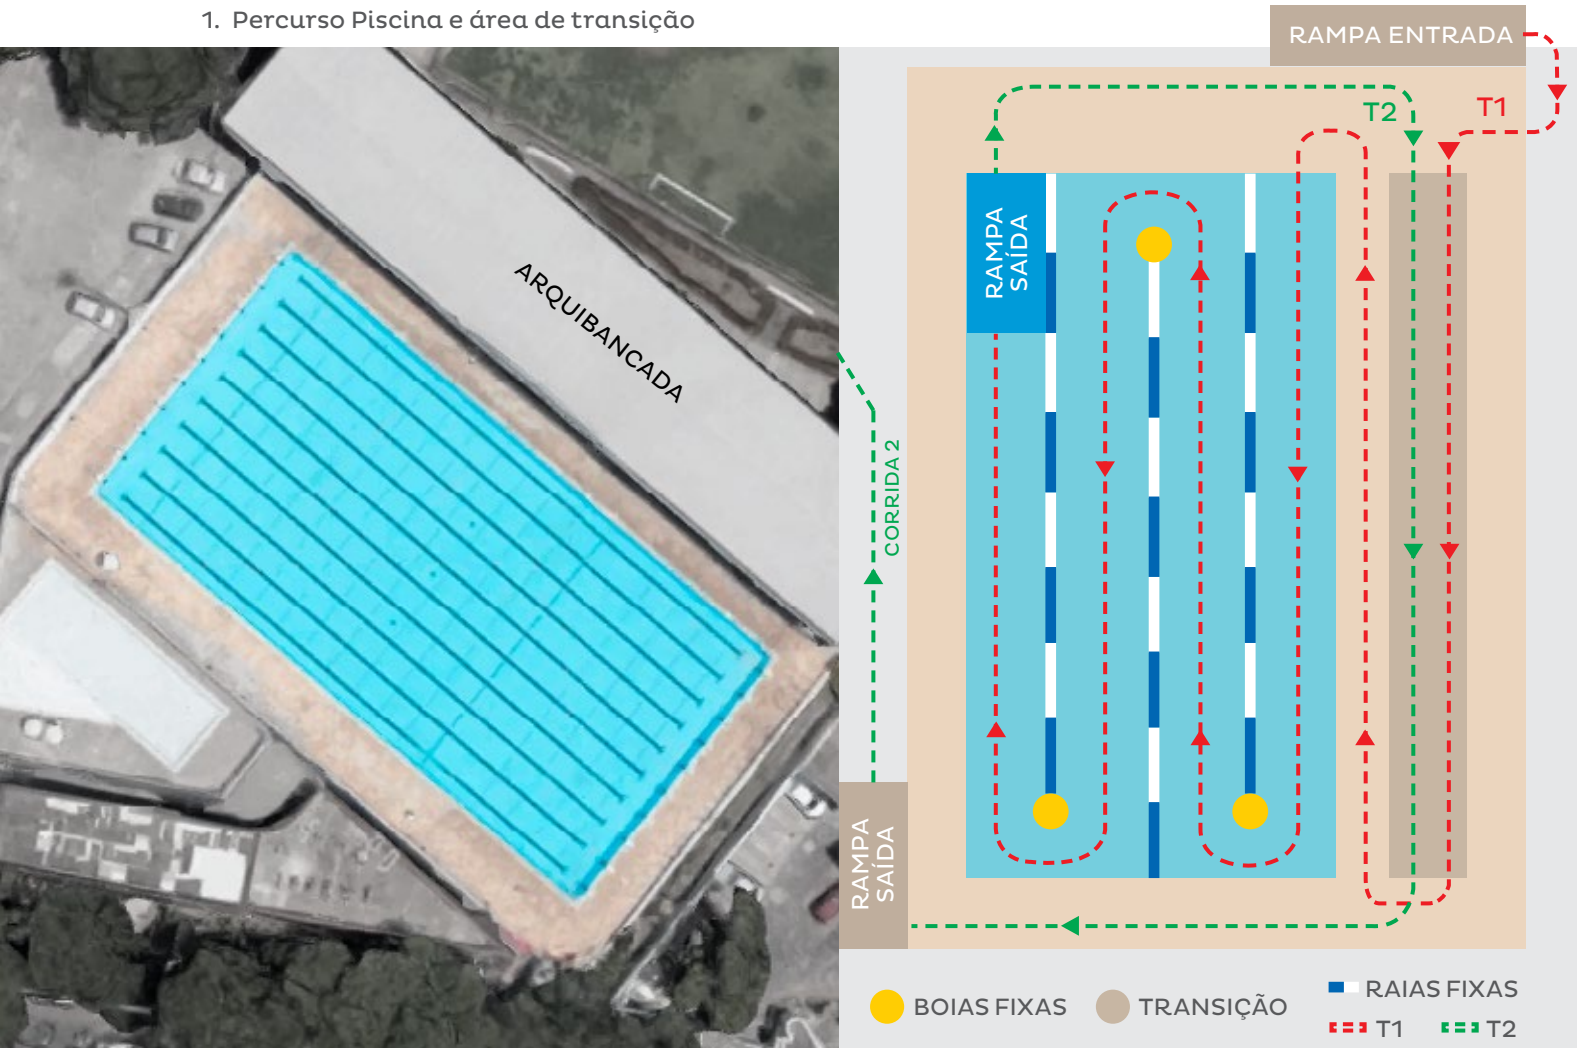 1. Percurso Piscina e área de transição
RAMPA ENTRADA
T2
T1
RAMPA
SAÍDA
ARQUIBANCADA
CORRIDA 2
RAMPA
SAÍDA
BOIAS FIXAS
TRANSIÇÃO
RAIAS FIXAS
T1
T2